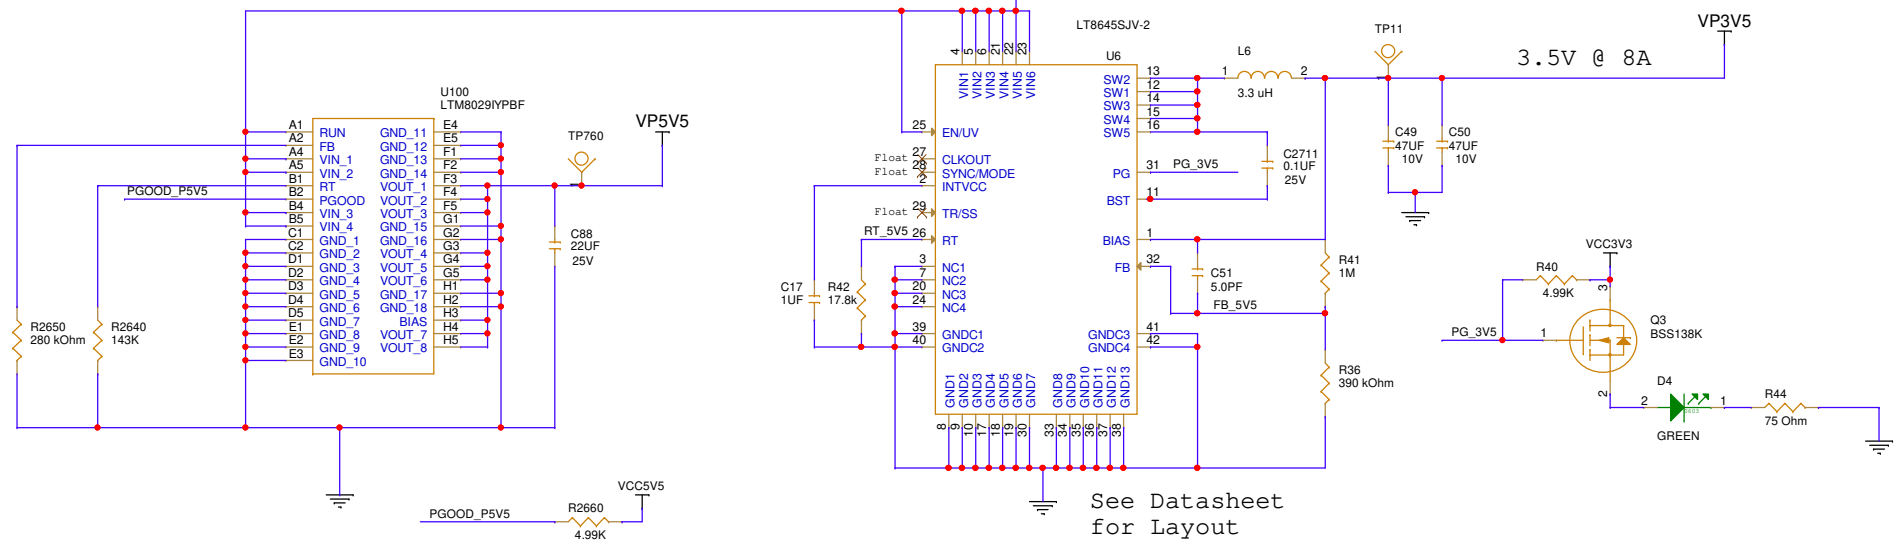 LT8645SJV-2
U6
VP3V5
TP11
3.5V @ 8A
L6
3.3 uH
1
2
4
5
6
21
22
23
VIN1
VIN2
VIN3
VIN4
VIN5
VIN6
U100
LTM8029IYPBF
TP760
VP5V5
1
A1 RUN
A2 FB
A4 VIN_1
A5 VIN_2
B1 RT
PGOOD_P5V5
B2 PGOOD
B4 VIN_3
B5 VIN_4
C1 GND_1
C2 GND_2
D1 GND_3
D2 GND_4
D3 GND_5
D4 GND_6
D5 GND_7
E1 GND_8
E2 GND_9
E3 GND_10
GND_11 E4
GND_12 E5
GND_13 F1
GND_14 F2
VOUT_1 F3
VOUT_2 F4
VOUT_3 F5
GND_15 G1
GND_16 G2
VOUT_4 G3
VOUT_5 G4
VOUT_6 G5
GND_17 H1
GND_18 H2
BIAS H3
VOUT_7 H4
VOUT_8 H5
C88
22UF
25V
R2650
280 kOhm
R2640
143K
PGOOD_P5V5
R2660
4.99K
VCC5V5
25 EN/UV
Float 27 CLKOUT
Float 28 SYNC/MODE
2 INTVCC
Float 29 TR/SS
RT_5V5 26 RT
3 NC1
7 NC2
20 NC3
24 NC4
39 GNDC1
40 GNDC2
C17
1UF
R42
17.8k
SW2 13
SW1 12
SW3 14
SW4 15
SW5 16
PG 31 PG_3V5
BST 11
BIAS 1
FB 32
GNDC3 41
GNDC4 42
C2711
0.1UF
25V
C51
5.0PF
FB_5V5
R41
1M
R36
390 kOhm
C49
47UF
10V
C50
47UF
10V
1
GND1
GND2
GND3
GND4
GND5
GND6
GND7
GND8
GND9
GND10
GND11
GND12
GND13
8
9
10
17
18
19
30
33
34
35
36
37
38
See Datasheet
for Layout
VCC3V3
R40
4.99K
3
Q3
BSS138K
PG_3V5
1
2
D4
2
1
GREEN
R44
75 Ohm